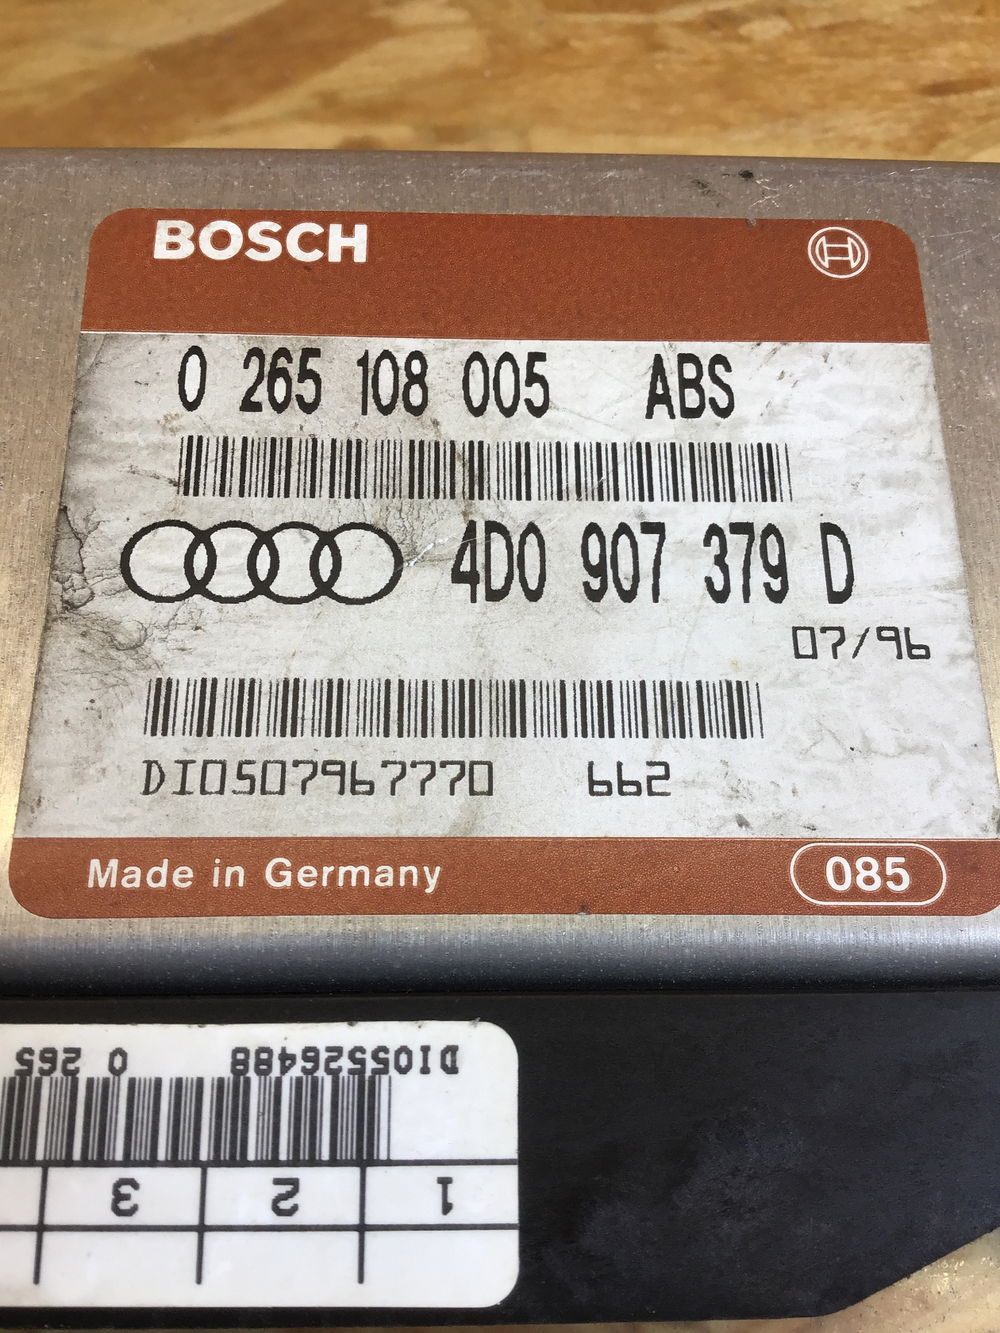 BOSCH
0 265 108 005 ABS
4D0 907 379 D
07/96
DI0507967770 662
Made in Germany 085
DI05526488 0 265
1 2 3